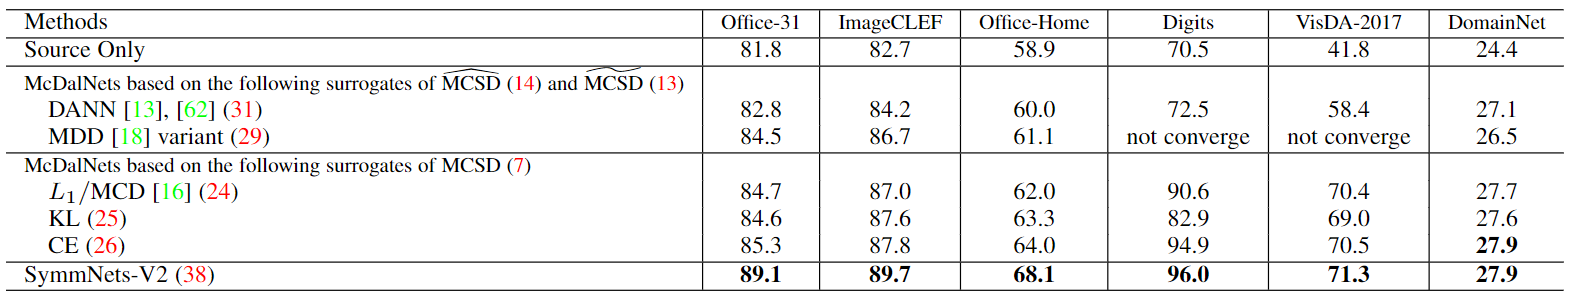 Methods Office-31 ImageCLEF Office-Home Digits VisDA-2017 DomainNet
Source Only 81.8 82.7 58.9 70.5 41.8 24.4
McDalNets based on the following surrogates of $\widehat{\text{MCSD}}$ (14) and $\widetilde{\text{MCSD}}$ (13)
DANN [13], [62] (31) 82.8 84.2 60.0 72.5 58.4 27.1
MDD [18] variant (29) 84.5 86.7 61.1 not converge not converge 26.5
McDalNets based on the following surrogates of MCSD (7)
$L_1$/MCD [16] (24) 84.7 87.0 62.0 90.6 70.4 27.7
KL (25) 84.6 87.6 63.3 82.9 69.0 27.6
CE (26) 85.3 87.8 64.0 94.9 70.5 27.9
SymmNets-V2 (38) 89.1 89.7 68.1 96.0 71.3 27.9